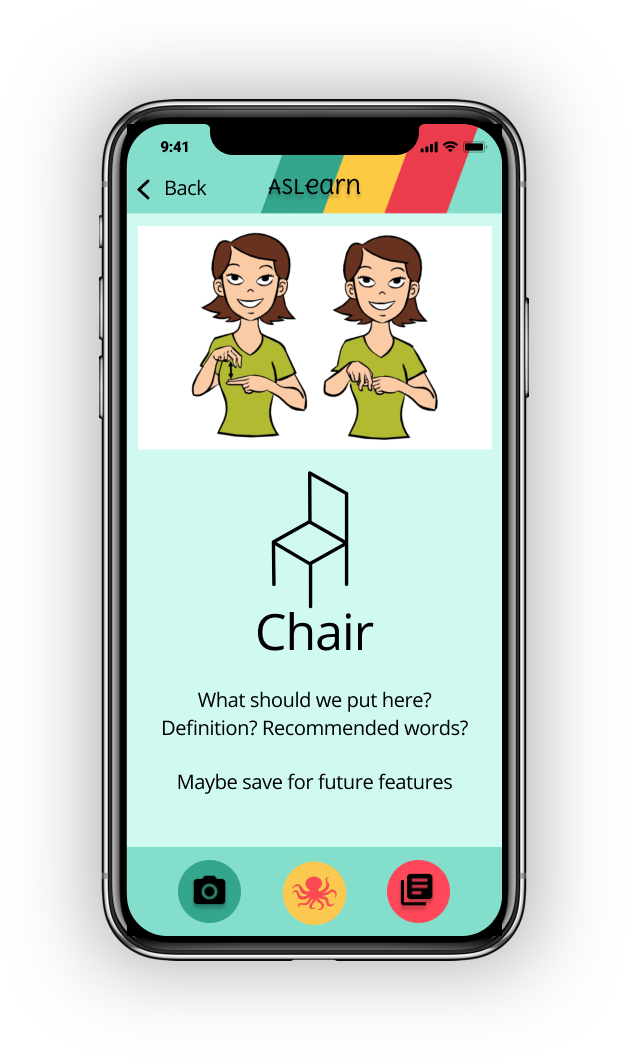 9:41
Back
ASLearn
Chair
What should we put here?
Definition? Recommended words?
Maybe save for future features